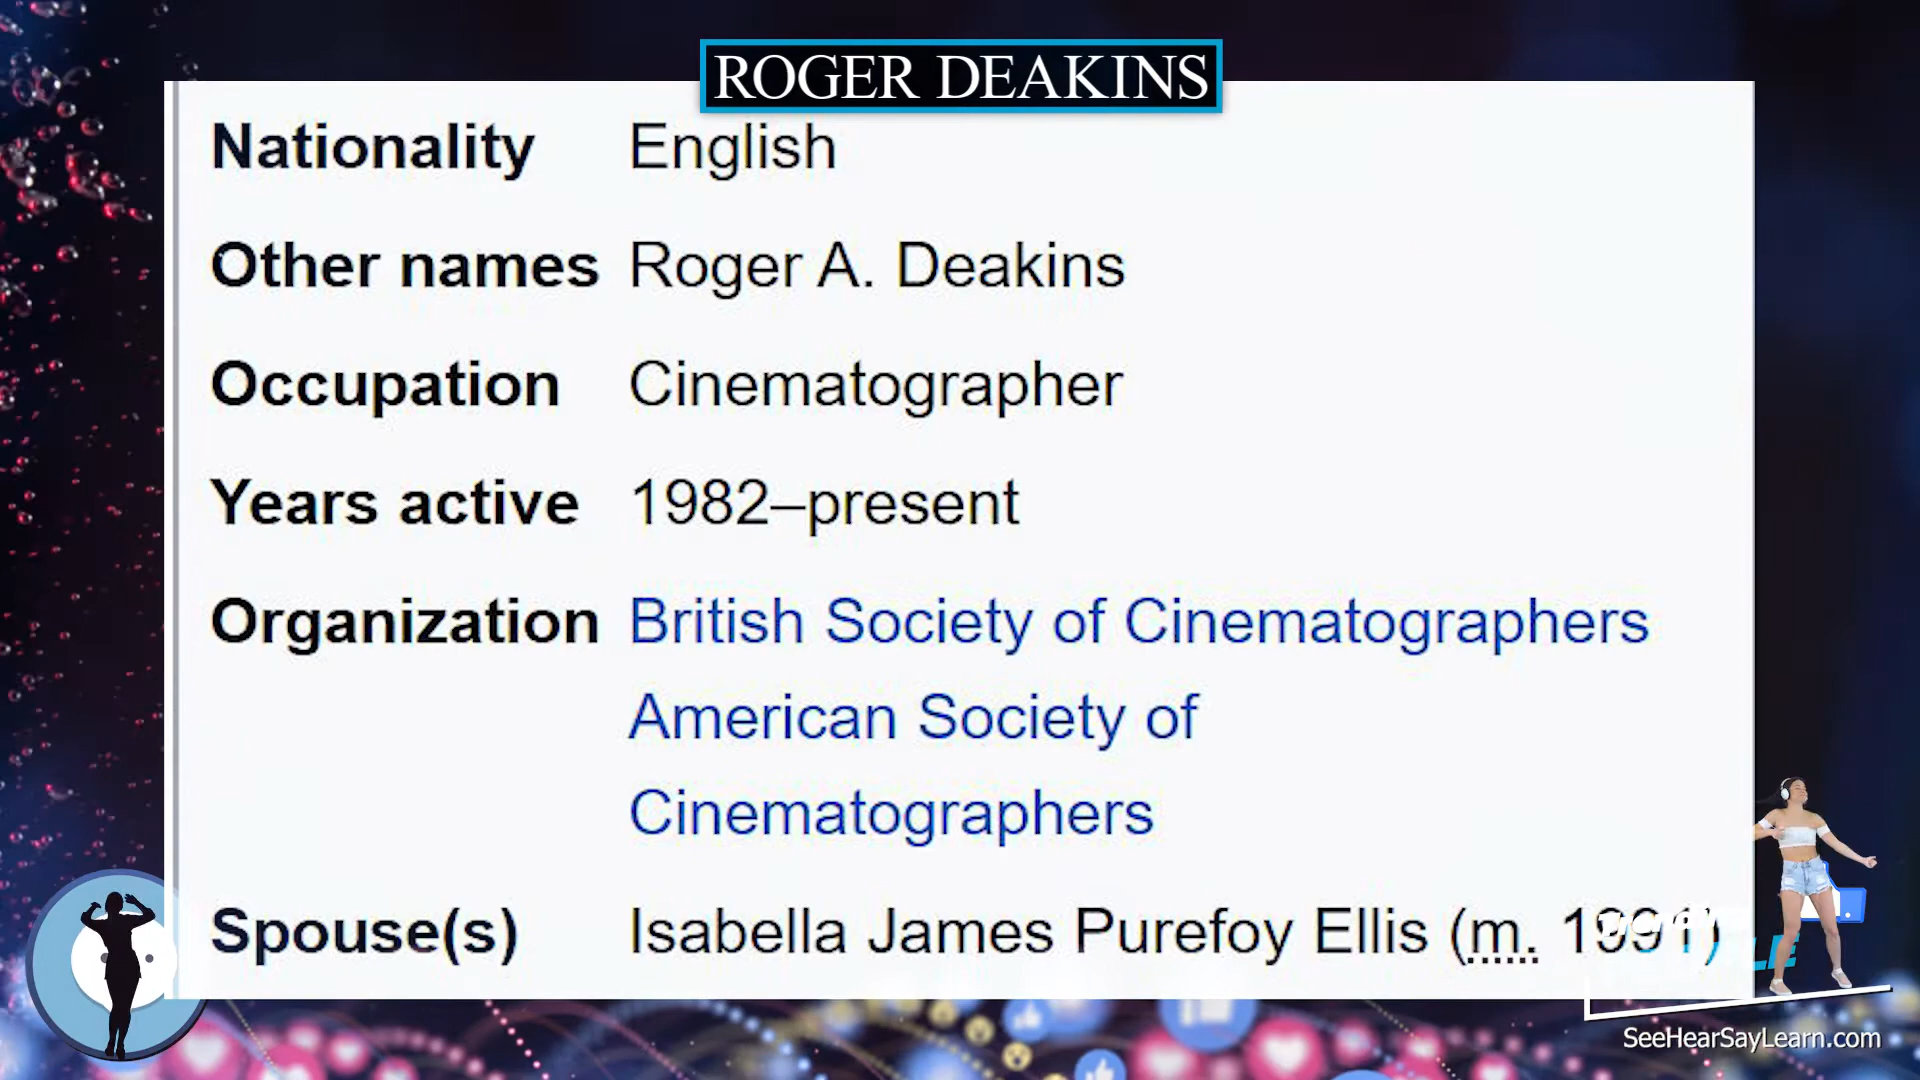 ROGER DEAKINS
Nationality English
Other names Roger A. Deakins
Occupation Cinematographer
Years active 1982–present
Organization British Society of Cinematographers
American Society of
Cinematographers
Spouse(s) Isabella James Purefoy Ellis (m. 1991)
SeeHearSayLearn.com